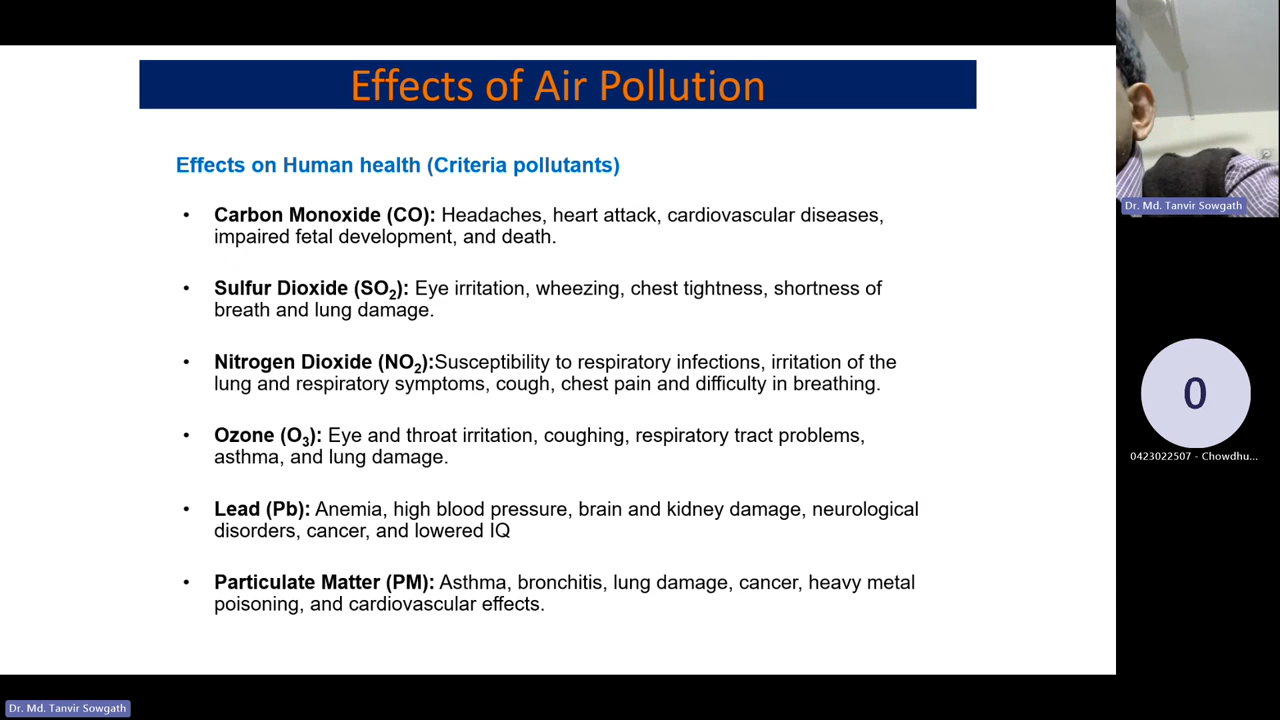 Effects of Air Pollution
Effects on Human health (Criteria pollutants)
• Carbon Monoxide (CO): Headaches, heart attack, cardiovascular diseases,
impaired fetal development, and death.
• Sulfur Dioxide (SO₂): Eye irritation, wheezing, chest tightness, shortness of
breath and lung damage.
• Nitrogen Dioxide (NO₂):Susceptibility to respiratory infections, irritation of the
lung and respiratory symptoms, cough, chest pain and difficulty in breathing.
• Ozone (O₃): Eye and throat irritation, coughing, respiratory tract problems,
asthma, and lung damage.
• Lead (Pb): Anemia, high blood pressure, brain and kidney damage, neurological
disorders, cancer, and lowered IQ
• Particulate Matter (PM): Asthma, bronchitis, lung damage, cancer, heavy metal
poisoning, and cardiovascular effects.
Dr. Md. Tanvir Sowgath
0
0423022507 - Chowdhu...
Dr. Md. Tanvir Sowgath